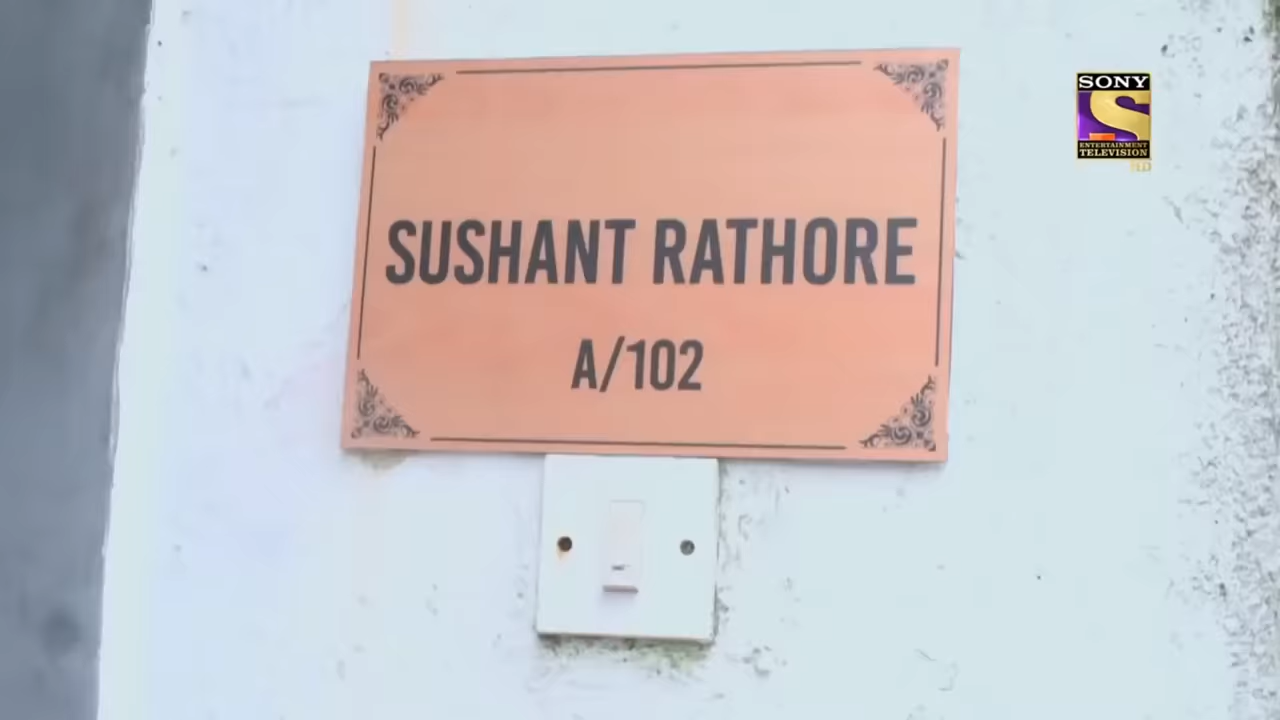 SUSHANT RATHORE
A/102
SONY
S
ENTERTAINMENT
TELEVISION
HD